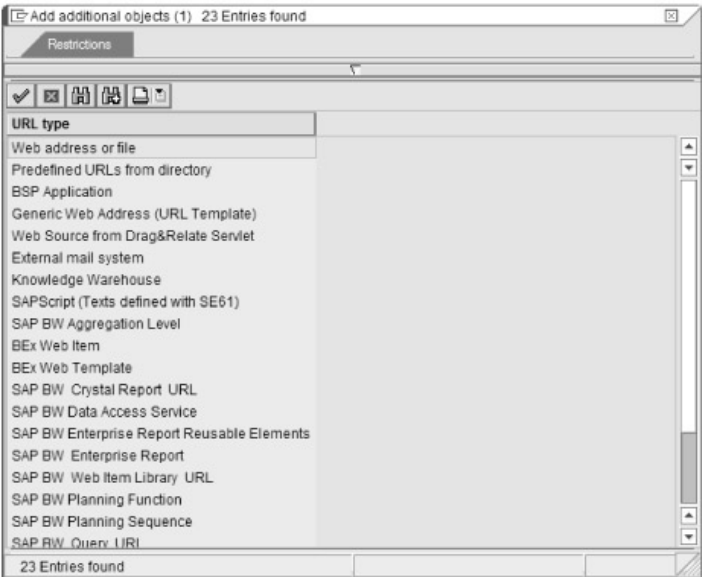 Add additional objects (1) 23 Entries found
Restrictions
URL type
Web address or file
Predefined URLs from directory
BSP Application
Generic Web Address (URL Template)
Web Source from Drag&Relate Servlet
External mail system
Knowledge Warehouse
SAPScript (Texts defined with SE61)
SAP BW Aggregation Level
BEx Web Item
BEx Web Template
SAP BW Crystal Report URL
SAP BW Data Access Service
SAP BW Enterprise Report Reusable Elements
SAP BW Enterprise Report
SAP BW Web Item Library URL
SAP BW Planning Function
SAP BW Planning Sequence
SAP BW Query URL
23 Entries found